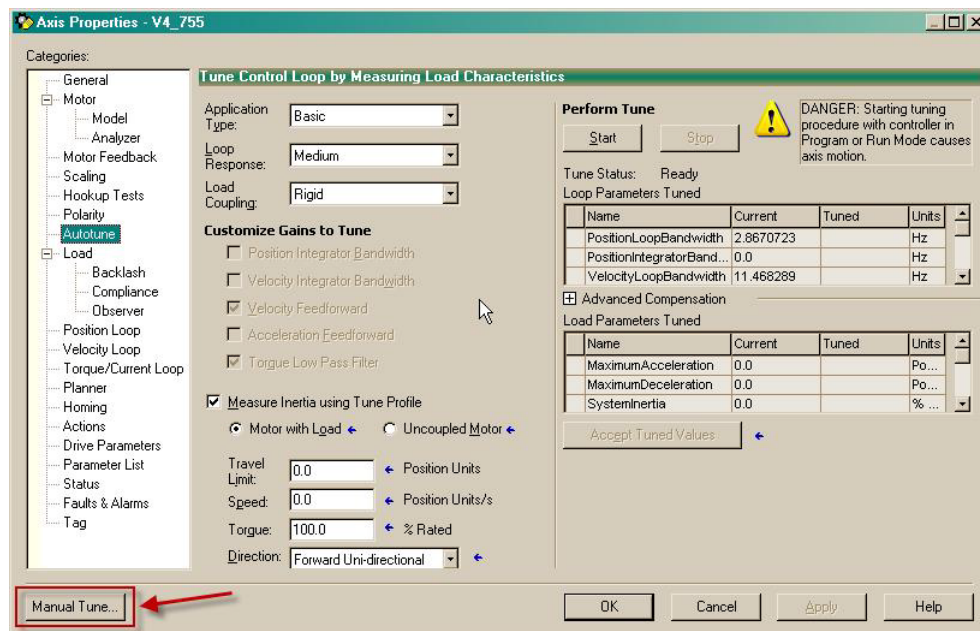 Axis Properties - V4_755
Categories:
General
Motor
Model
Analyzer
Motor Feedback
Scaling
Hookup Tests
Polarity
Autotune
Load
Backlash
Compliance
Observer
Position Loop
Velocity Loop
Torque/Current Loop
Planner
Homing
Actions
Drive Parameters
Parameter List
Status
Faults & Alarms
Tag
Tune Control Loop by Measuring Load Characteristics
Application Type: Basic
Loop Response: Medium
Load Coupling: Rigid
Customize Gains to Tune
Position Integrator Bandwidth
Velocity Integrator Bandwidth
Velocity Feedforward
Acceleration Feedforward
Torque Low Pass Filter
Measure Inertia using Tune Profile
Motor with Load
Uncoupled Motor
Travel Limit: 0.0 Position Units
Speed: 0.0 Position Units/s
Torque: 100.0 % Rated
Direction: Forward Uni-directional
Perform Tune
Start Stop
DANGER: Starting tuning
procedure with controller in
Program or Run Mode causes
axis motion.
Tune Status: Ready
Loop Parameters Tuned
Name Current Tuned Units
PositionLoopBandwidth 2.8670723 Hz
PositionIntegratorBand... 0.0 Hz
VelocityLoopBandwidth 11.468289 Hz
Advanced Compensation
Load Parameters Tuned
Name Current Tuned Units
MaximumAcceleration 0.0 Po...
MaximumDeceleration 0.0 Po...
SystemInertia 0.0 % ...
Accept Tuned Values
Manual Tune...
OK Cancel Apply Help